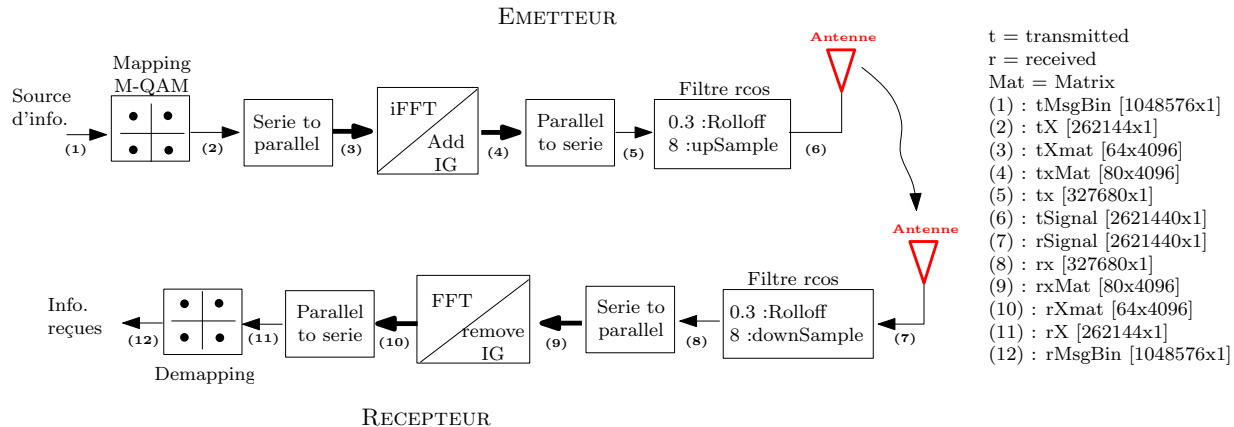 EMETTEUR
Source
d'info.
(1)
Mapping
M-QAM
(2)
Serie to
parallel
(3)
iFFT
Add
IG
(4)
Parallel
to serie
(5)
Filtre rcos
0.3 :Rolloff
8 :upSample
(6)
Antenne
Antenne
(7)
Filtre rcos
0.3 :Rolloff
8 :downSample
(8)
Serie to
parallel
(9)
FFT
remove
IG
(10)
Parallel
to serie
(11)
Demapping
(12)
Info.
reçues
RECEPTEUR
t = transmitted
r = received
Mat = Matrix
(1) : tMsgBin [1048576x1]
(2) : tX [262144x1]
(3) : tXmat [64x4096]
(4) : txMat [80x4096]
(5) : tx [327680x1]
(6) : tSignal [2621440x1]
(7) : rSignal [2621440x1]
(8) : rx [327680x1]
(9) : rxMat [80x4096]
(10) : rXmat [64x4096]
(11) : rX [262144x1]
(12) : rMsgBin [1048576x1]